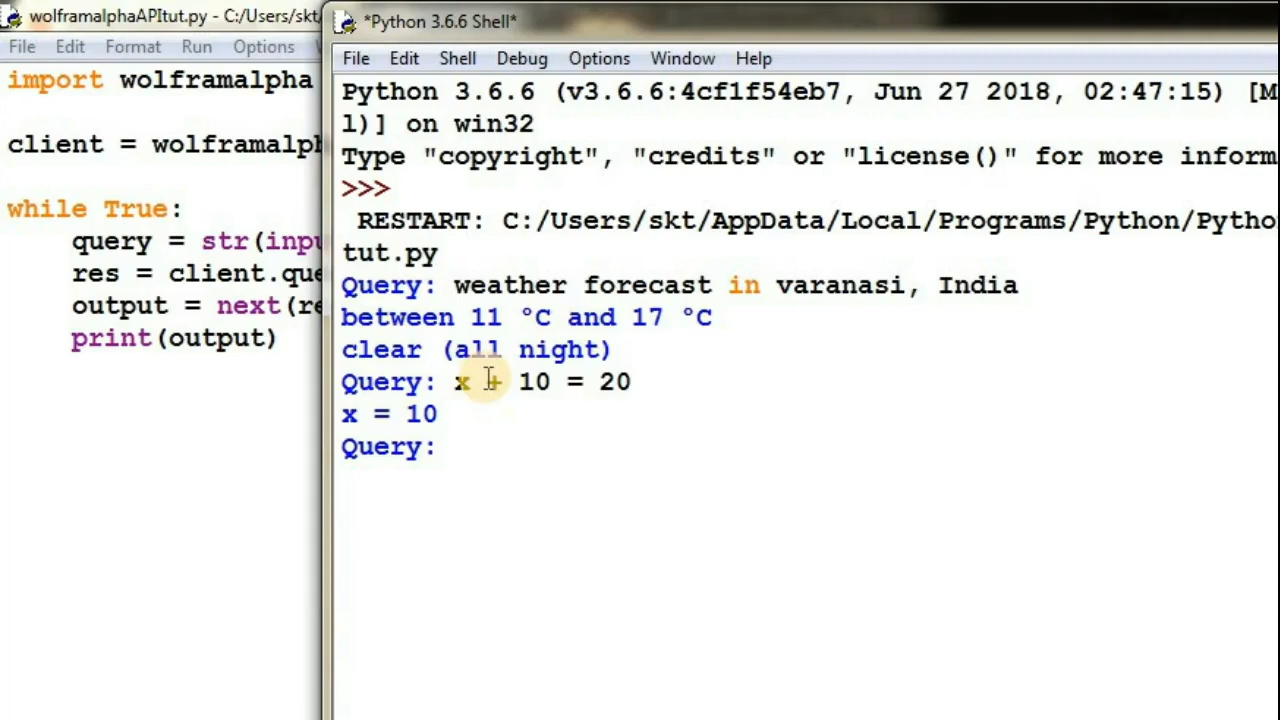 wolframalphaAPItut.py - C:/Users/skt/
File Edit Format Run Options
import wolframalpha
client = wolframalph
while True:
query = str(inpu
res = client.que
output = next(re
print(output)
*Python 3.6.6 Shell*
File Edit Shell Debug Options Window Help
Python 3.6.6 (v3.6.6:4cf1f54eb7, Jun 27 2018, 02:47:15) [M
l)] on win32
Type "copyright", "credits" or "license()" for more inform
>>>
RESTART: C:/Users/skt/AppData/Local/Programs/Python/Pytho
tut.py
Query: weather forecast in varanasi, India
between 11 °C and 17 °C
clear (all night)
Query: x + 10 = 20
x = 10
Query: